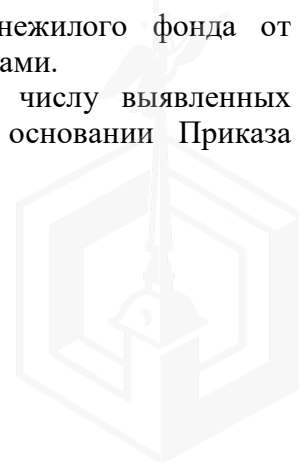 нежилого фонда от
ами.
числу выявленных
основании Приказа